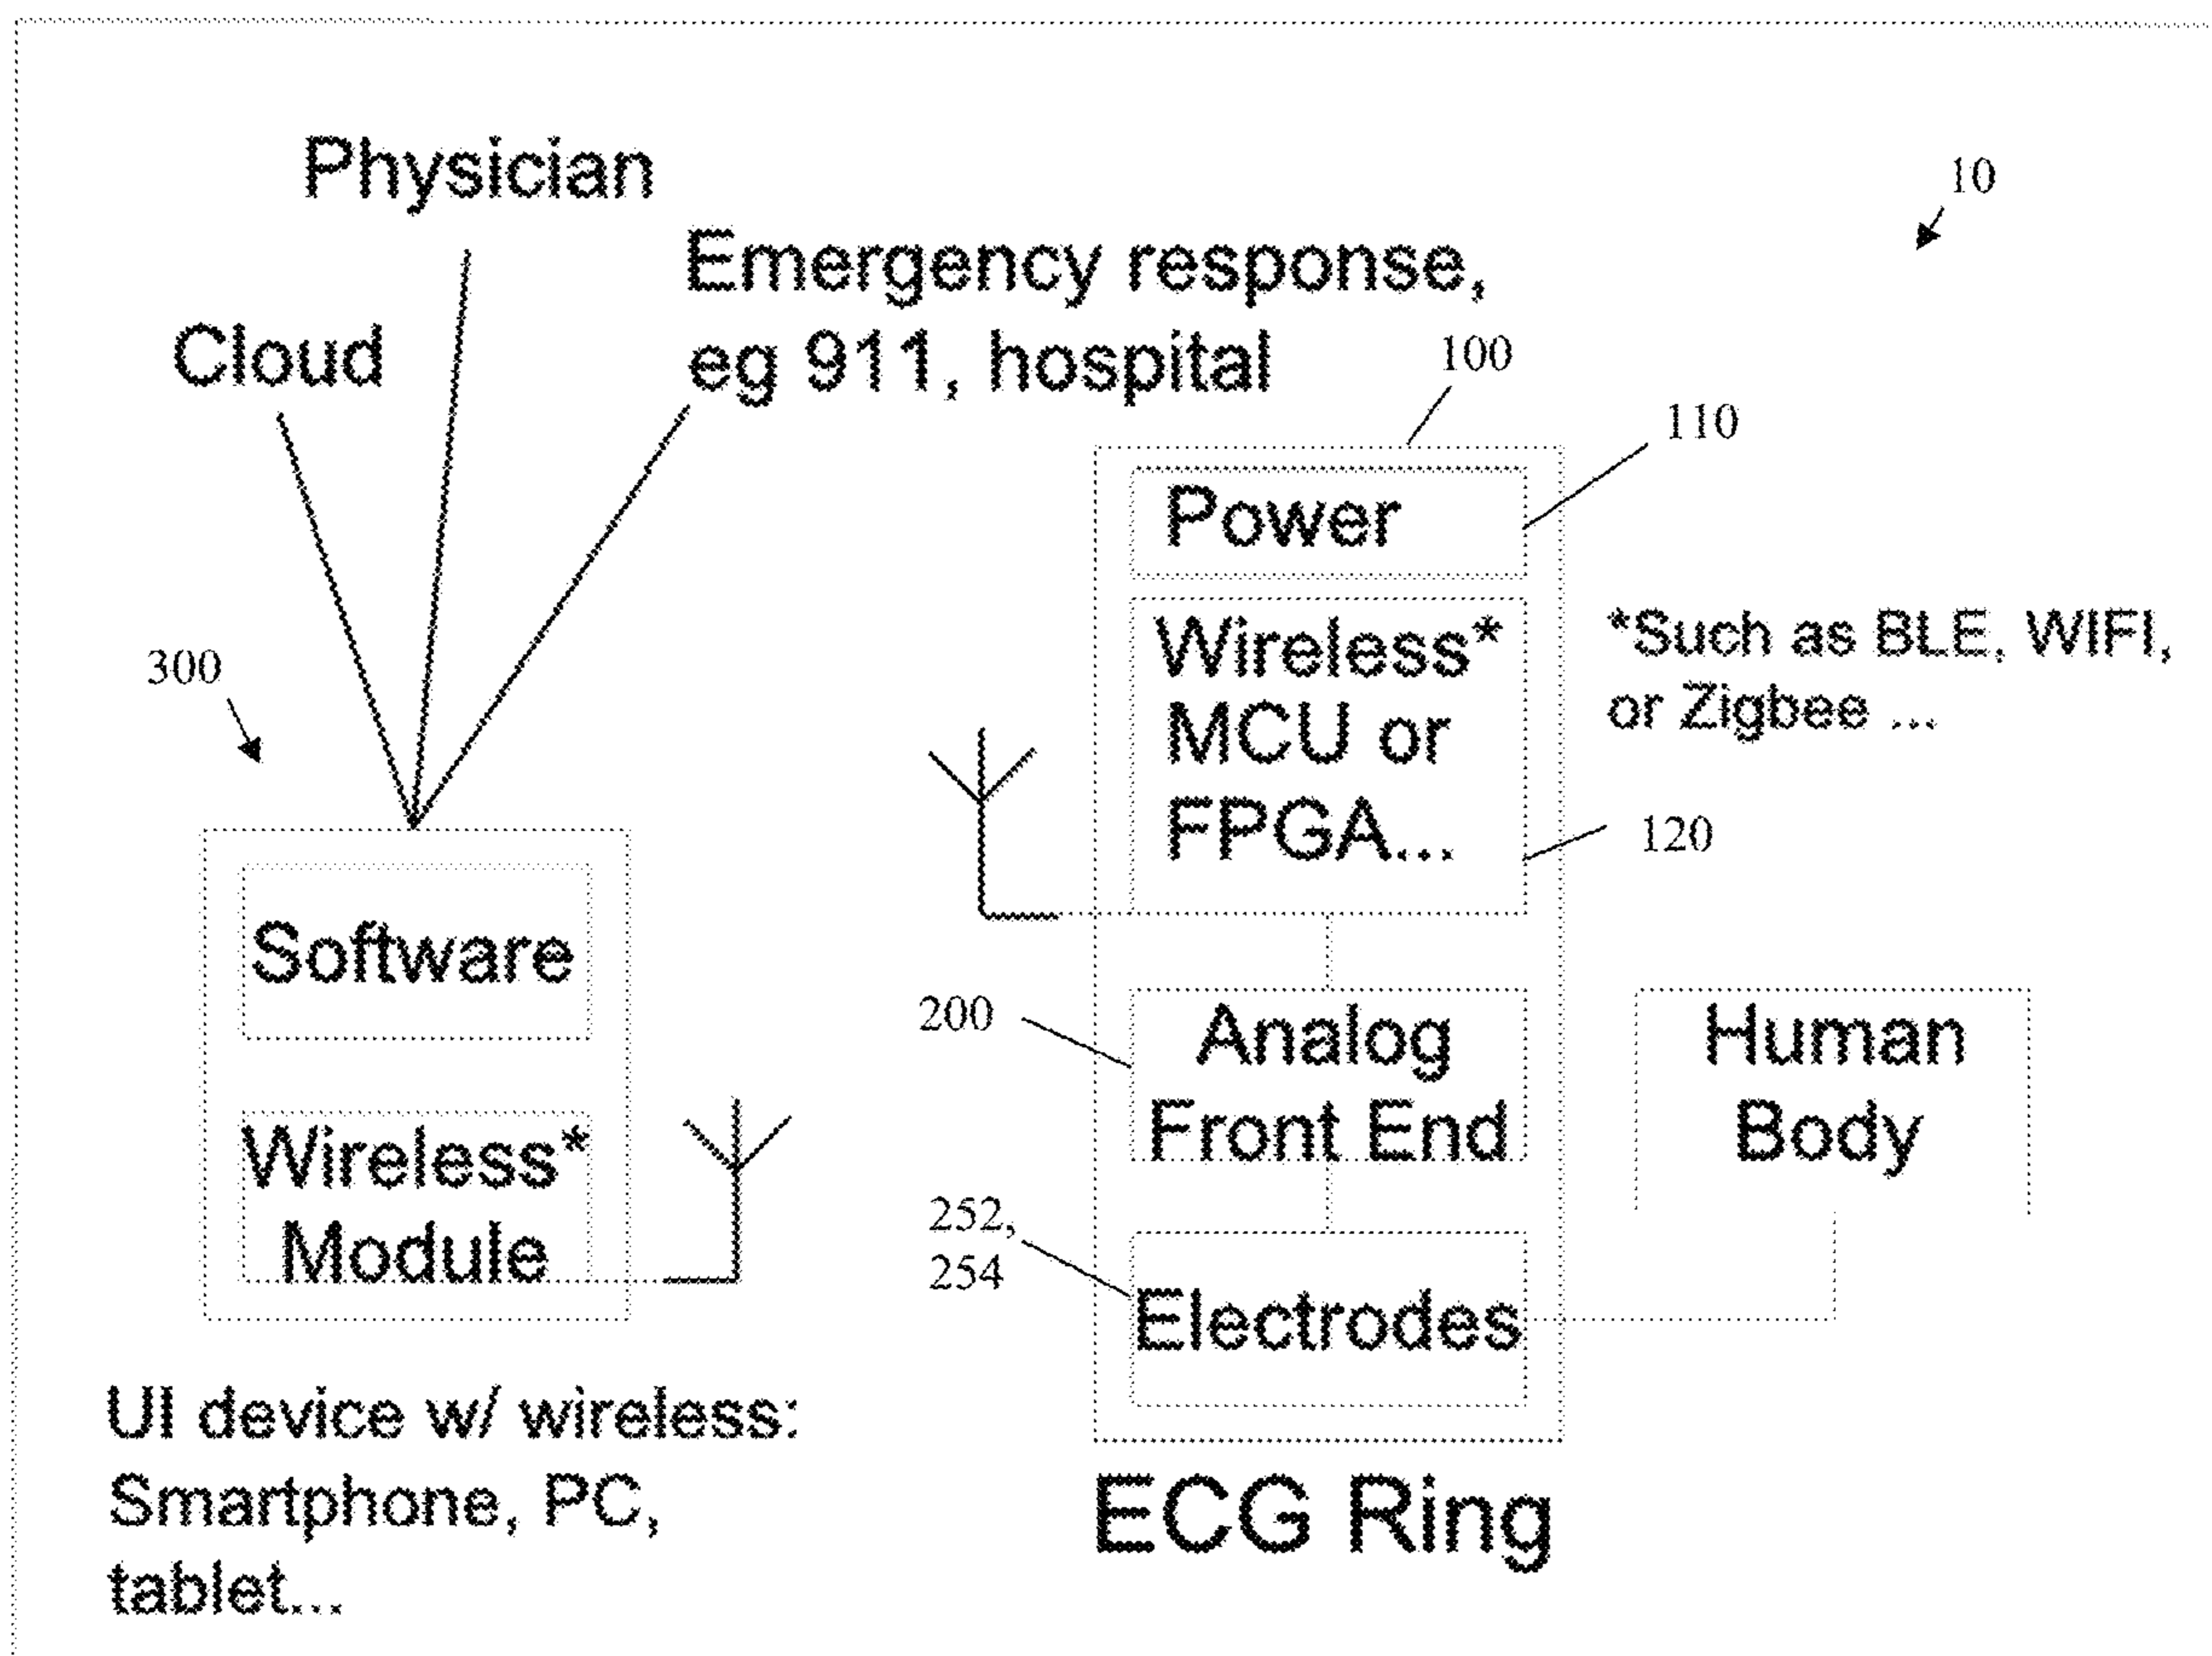 Physician
10
Emergency response,
eg 911, hospital
Cloud
100
110
Power
Wireless*
MCU or
FPGA...
*Such as BLE, WIFI,
or Zigbee ...
300
120
Software
Wireless*
Module
200
Analog
Front End
Human
Body
252,
254
Electrodes
UI device w/ wireless:
Smartphone, PC,
tablet...
ECG Ring